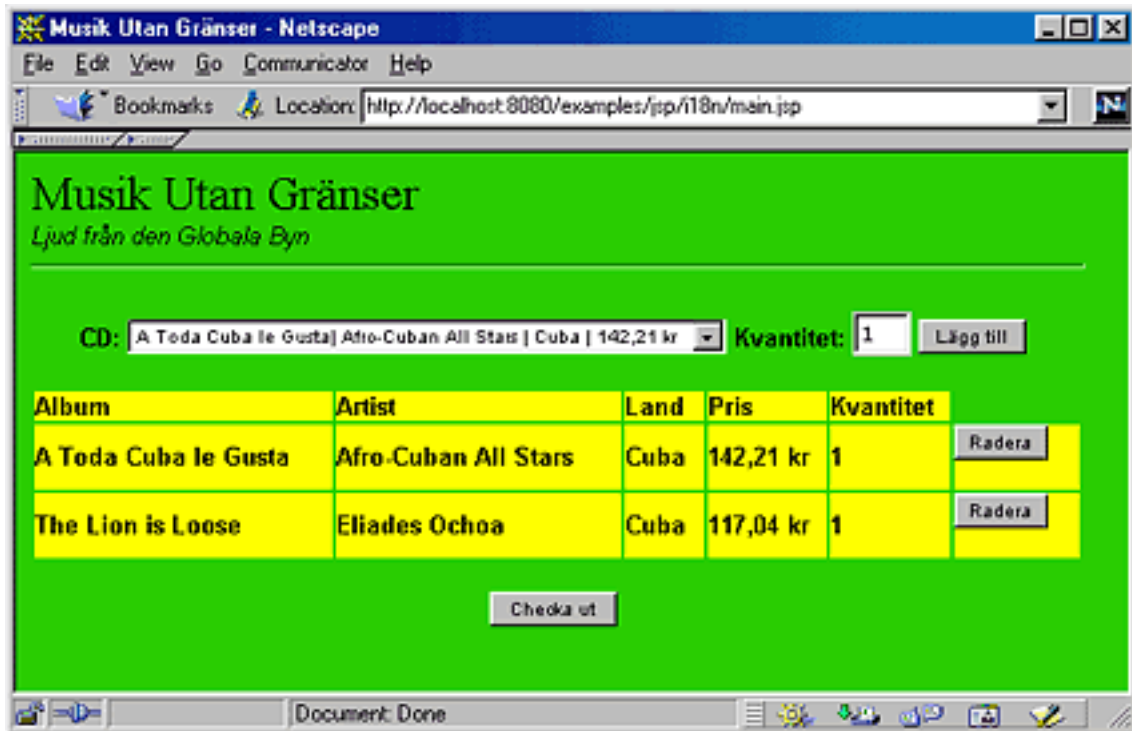 Musik Utan Gränser - Netscape
File Edit View Go Communicator Help
Bookmarks Location: http://localhost:8080/examples/jsp/i18n/main.jsp
Musik Utan Gränser
Ljud från den Globala Byn
CD: A Toda Cuba le Gusta| Afro-Cuban All Stars | Cuba | 142,21 kr Kvantitet: 1 Lägg till
Album Artist Land Pris Kvantitet
A Toda Cuba le Gusta Afro-Cuban All Stars Cuba 142,21 kr 1 Radera
The Lion is Loose Eliades Ochoa Cuba 117,04 kr 1 Radera
Checka ut
Document: Done